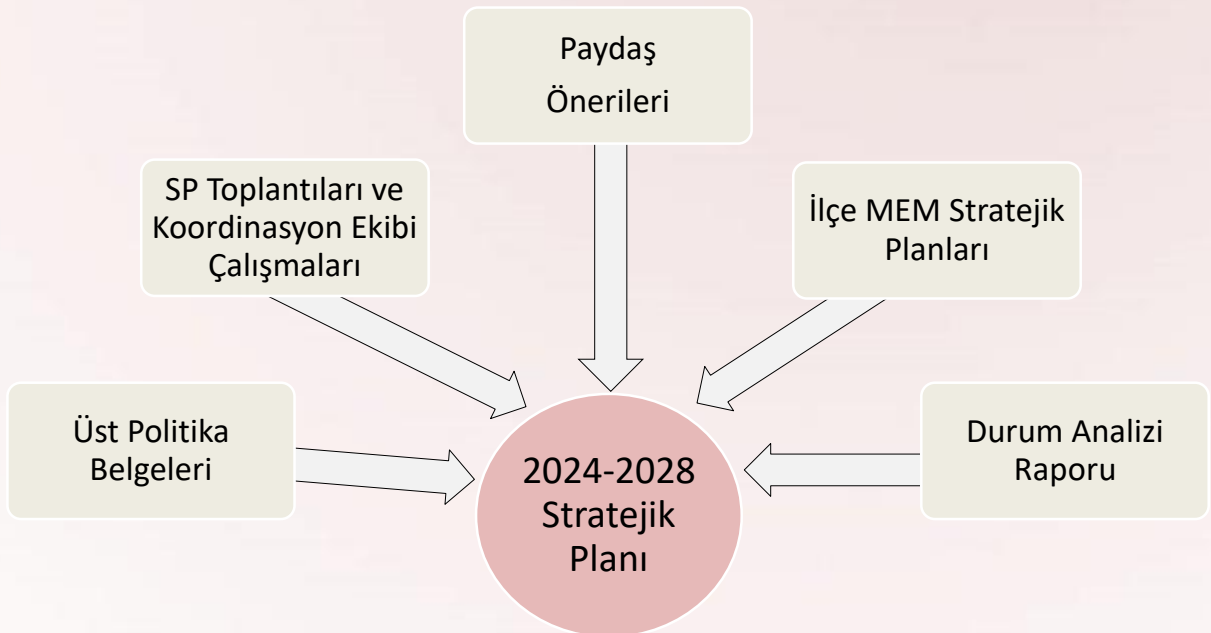 Paydaş
Önerileri
SP Toplantıları ve
Koordinasyon Ekibi
Çalışmaları
İlçe MEM Stratejik
Planları
Üst Politika
Belgeleri
2024-2028
Stratejik
Planı
Durum Analizi
Raporu